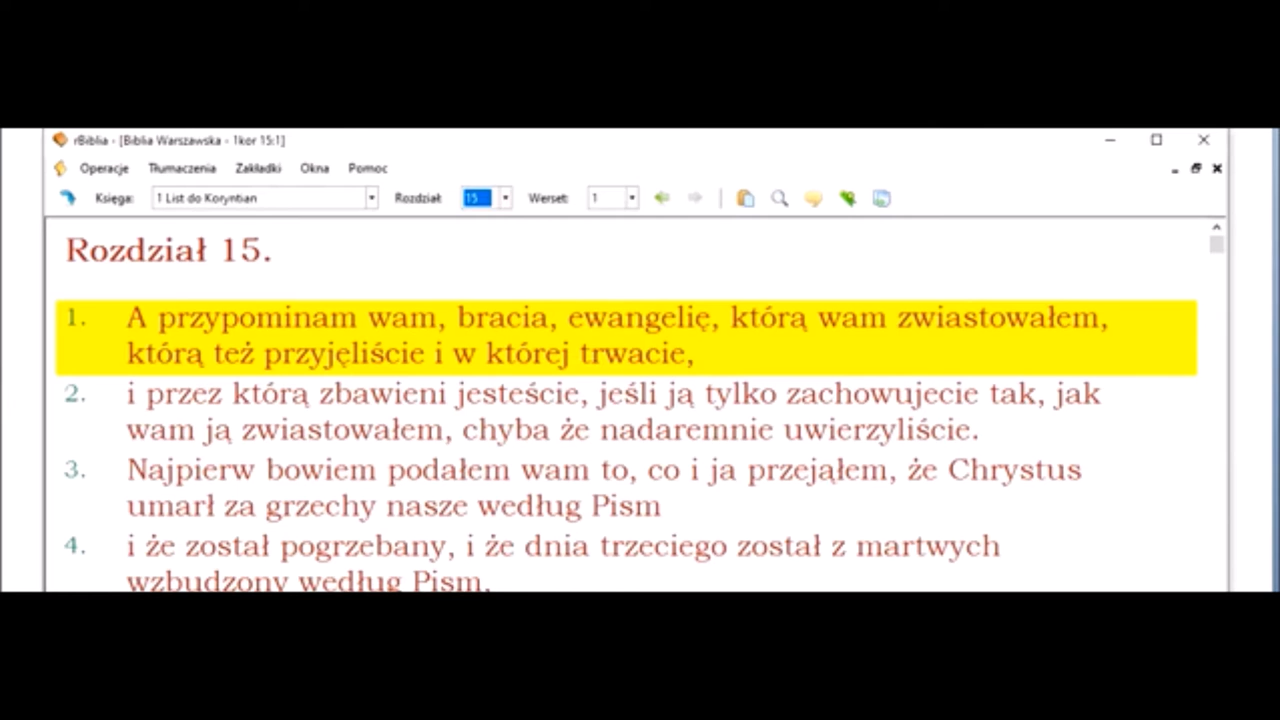 rBiblia - [Biblia Warszawska - 1kor 15:1]
Operacje Tłumaczenia Zakładki Okna Pomoc
Księga: 1 List do Koryntian Rozdział: 15 Werset: 1
Rozdział 15.
1. A przypominam wam, bracia, ewangelię, którą wam zwiastowałem,
którą też przyjęliście i w której trwacie,
2. i przez którą zbawieni jesteście, jeśli ją tylko zachowujecie tak, jak
wam ją zwiastowałem, chyba że nadaremnie uwierzyliście.
3. Najpierw bowiem podałem wam to, co i ja przejąłem, że Chrystus
umarł za grzechy nasze według Pism
4. i że został pogrzebany, i że dnia trzeciego został z martwych
wzbudzony według Pism,